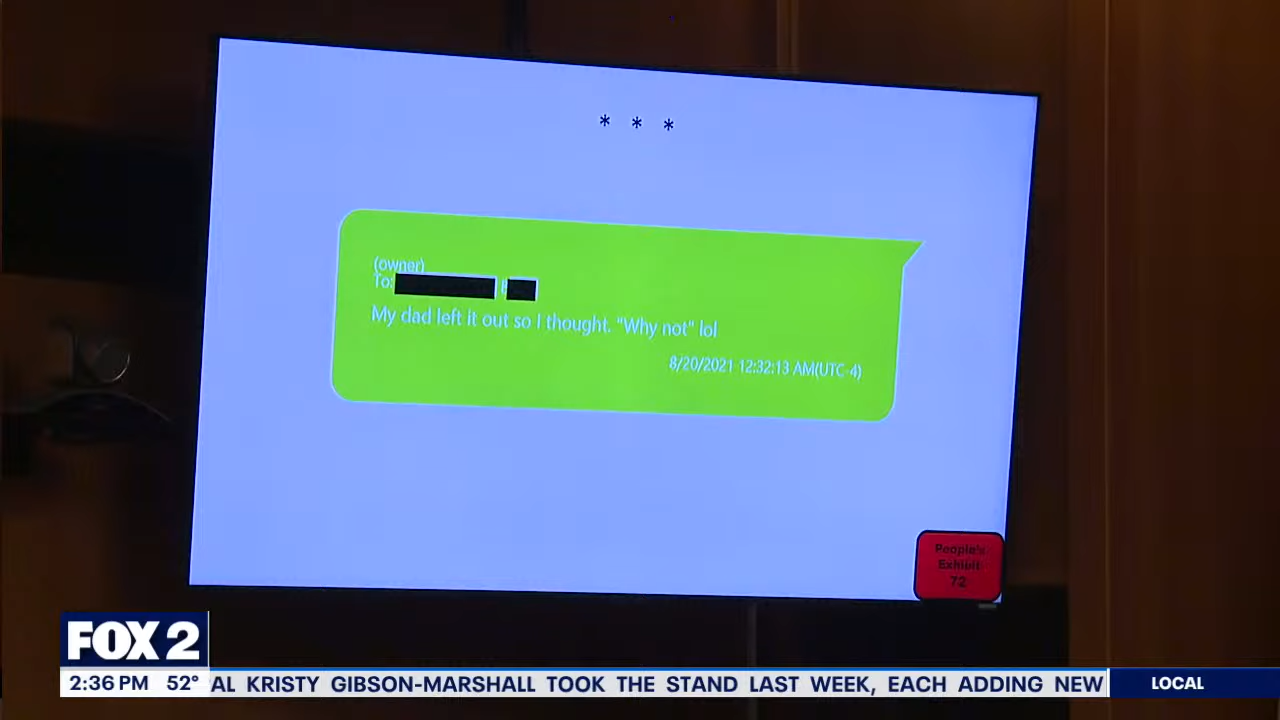 * * *
(owner)
To:
My dad left it out so I thought. "Why not" lol
8/20/2021 12:32:13 AM(UTC-4)
People's
Exhibit
72
FOX 2
2:36 PM 52° AL KRISTY GIBSON-MARSHALL TOOK THE STAND LAST WEEK, EACH ADDING NEW LOCAL